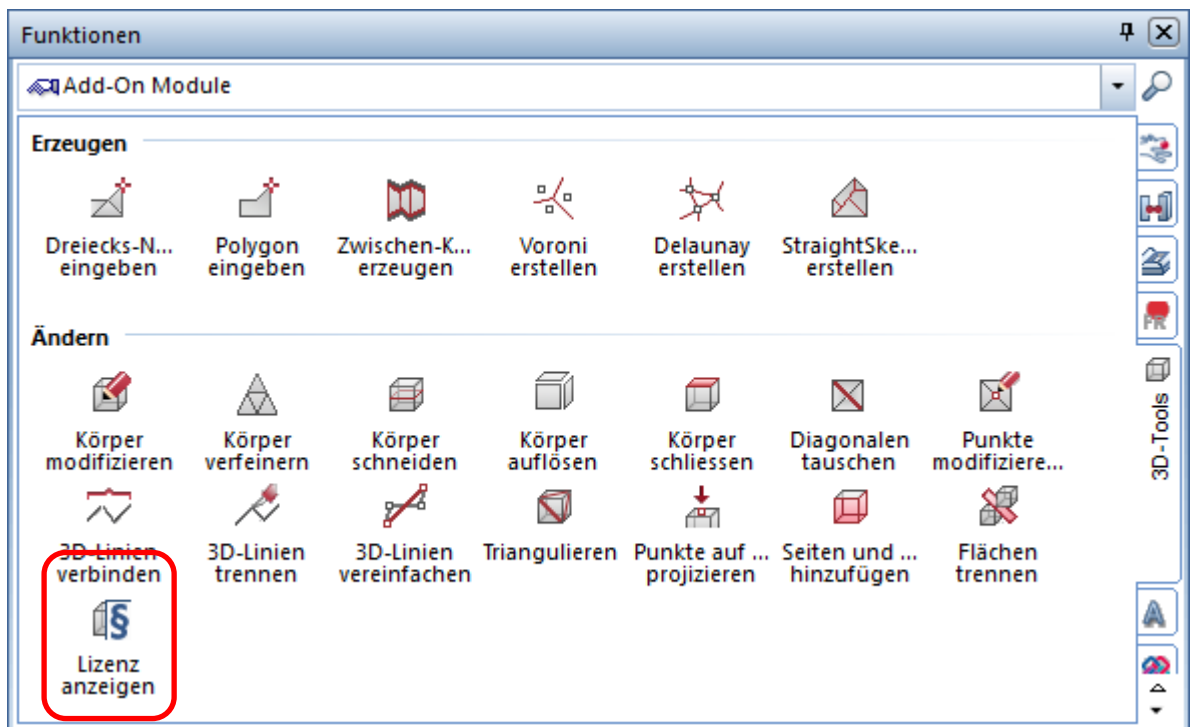 Funktionen
Add-On Module
Erzeugen
Dreiecks-N... Polygon Zwischen-K... Voroni Delaunay StraightSke...
eingeben eingeben erzeugen erstellen erstellen erstellen
Ändern
Körper Körper Körper Körper Körper Diagonalen Punkte
modifizieren verfeinern schneiden auflösen schliessen tauschen modifiziere...
3D-Linien 3D-Linien 3D-Linien Triangulieren Punkte auf ... Seiten und ... Flächen
verbinden trennen vereinfachen projizieren hinzufügen trennen
§
Lizenz
anzeigen
FR
3D-Tools
A